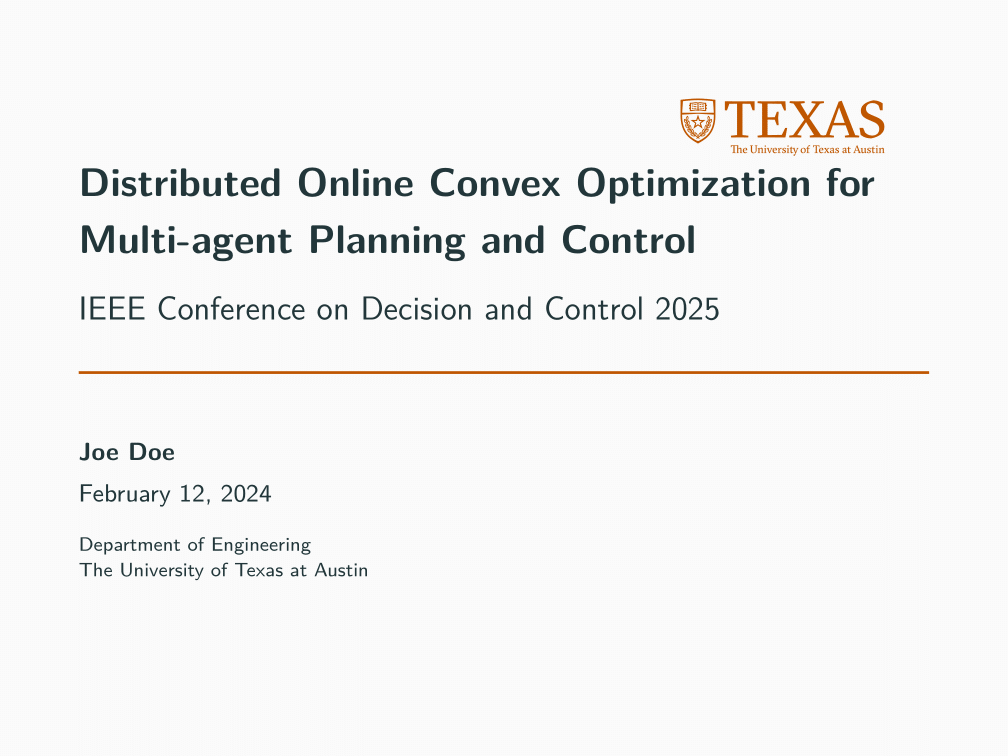 TEXAS
The University of Texas at Austin
Distributed Online Convex Optimization for
Multi-agent Planning and Control
IEEE Conference on Decision and Control 2025
Joe Doe
February 12, 2024
Department of Engineering
The University of Texas at Austin